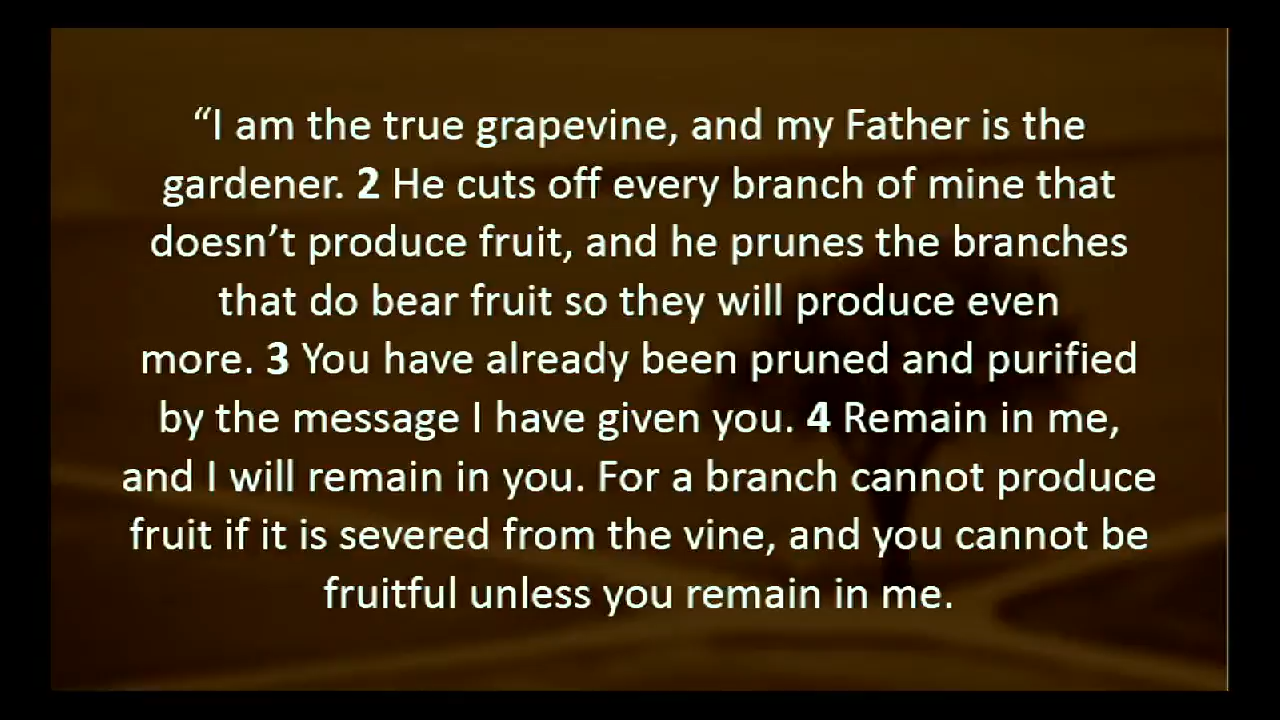 “I am the true grapevine, and my Father is the
gardener. 2 He cuts off every branch of mine that
doesn’t produce fruit, and he prunes the branches
that do bear fruit so they will produce even
more. 3 You have already been pruned and purified
by the message I have given you. 4 Remain in me,
and I will remain in you. For a branch cannot produce
fruit if it is severed from the vine, and you cannot be
fruitful unless you remain in me.